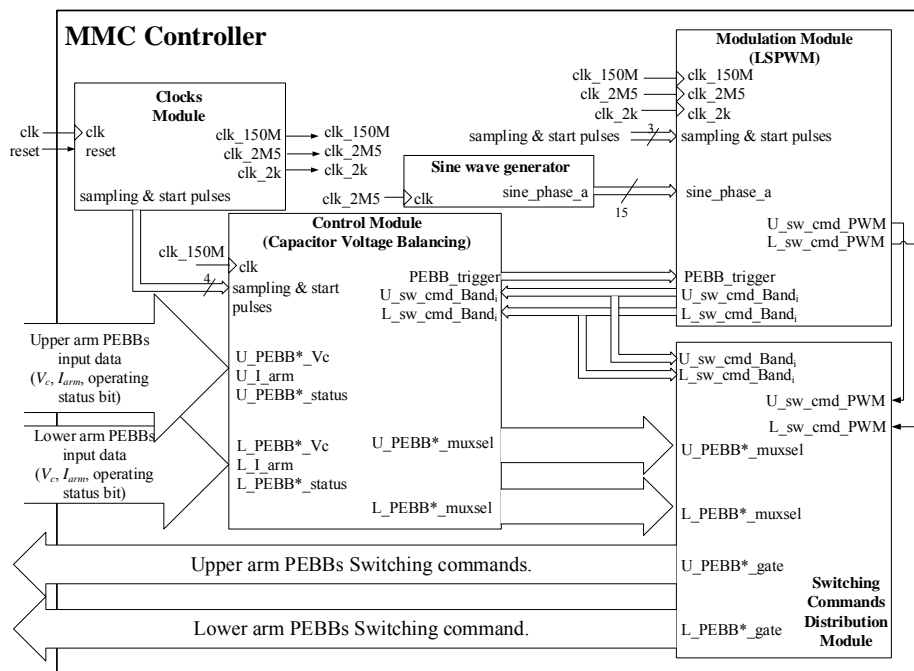 MMC Controller
Clocks
Module
clk
reset
clk
reset
clk_150M
clk_2M5
clk_2k
clk_150M
clk_2M5
clk_2k
sampling & start pulses
Sine wave generator
clk_2M5
clk
sine_phase_a
15
Modulation Module
(LSPWM)
clk_150M
clk_2M5
clk_2k
clk_150M
clk_2M5
clk_2k
sampling & start pulses
3
sampling & start pulses
sine_phase_a
U_sw_cmd_PWM
L_sw_cmd_PWM
PEBB_trigger
U_sw_cmd_Bandi
L_sw_cmd_Bandi
Control Module
(Capacitor Voltage Balancing)
clk_150M
clk
4
sampling & start
pulses
PEBB_trigger
U_sw_cmd_Bandi
L_sw_cmd_Bandi
Upper arm PEBBs
input data
(Vc, Iarm, operating
status bit)
U_PEBB*_Vc
U_I_arm
U_PEBB*_status
Lower arm PEBBs
input data
(Vc, Iarm, operating
status bit)
L_PEBB*_Vc
L_I_arm
L_PEBB*_status
U_PEBB*_muxsel
L_PEBB*_muxsel
U_sw_cmd_Bandi
L_sw_cmd_Bandi
U_sw_cmd_PWM
L_sw_cmd_PWM
U_PEBB*_muxsel
L_PEBB*_muxsel
U_PEBB*_gate
L_PEBB*_gate
Switching
Commands
Distribution
Module
Upper arm PEBBs Switching commands.
Lower arm PEBBs Switching command.